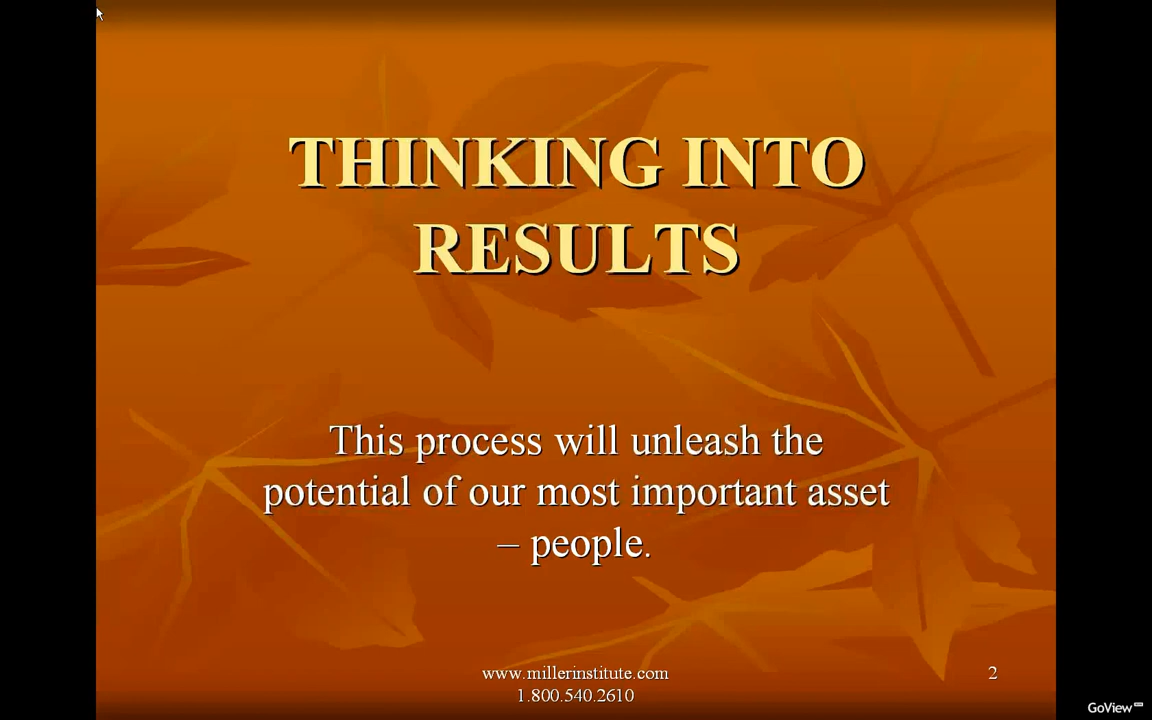 THINKING INTO
RESULTS
This process will unleash the
potential of our most important asset
– people.
www.millerinstitute.com
1.800.540.2610
2
GoView